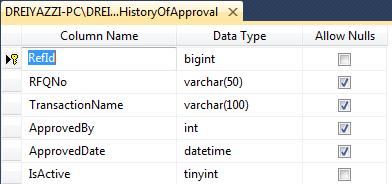 DREIYAZZI-PC\DREI...HistoryOfApproval
Column Name Data Type Allow Nulls
RefId bigint
RFQNo varchar(50)
TransactionName varchar(100)
ApprovedBy int
ApprovedDate datetime
IsActive tinyint